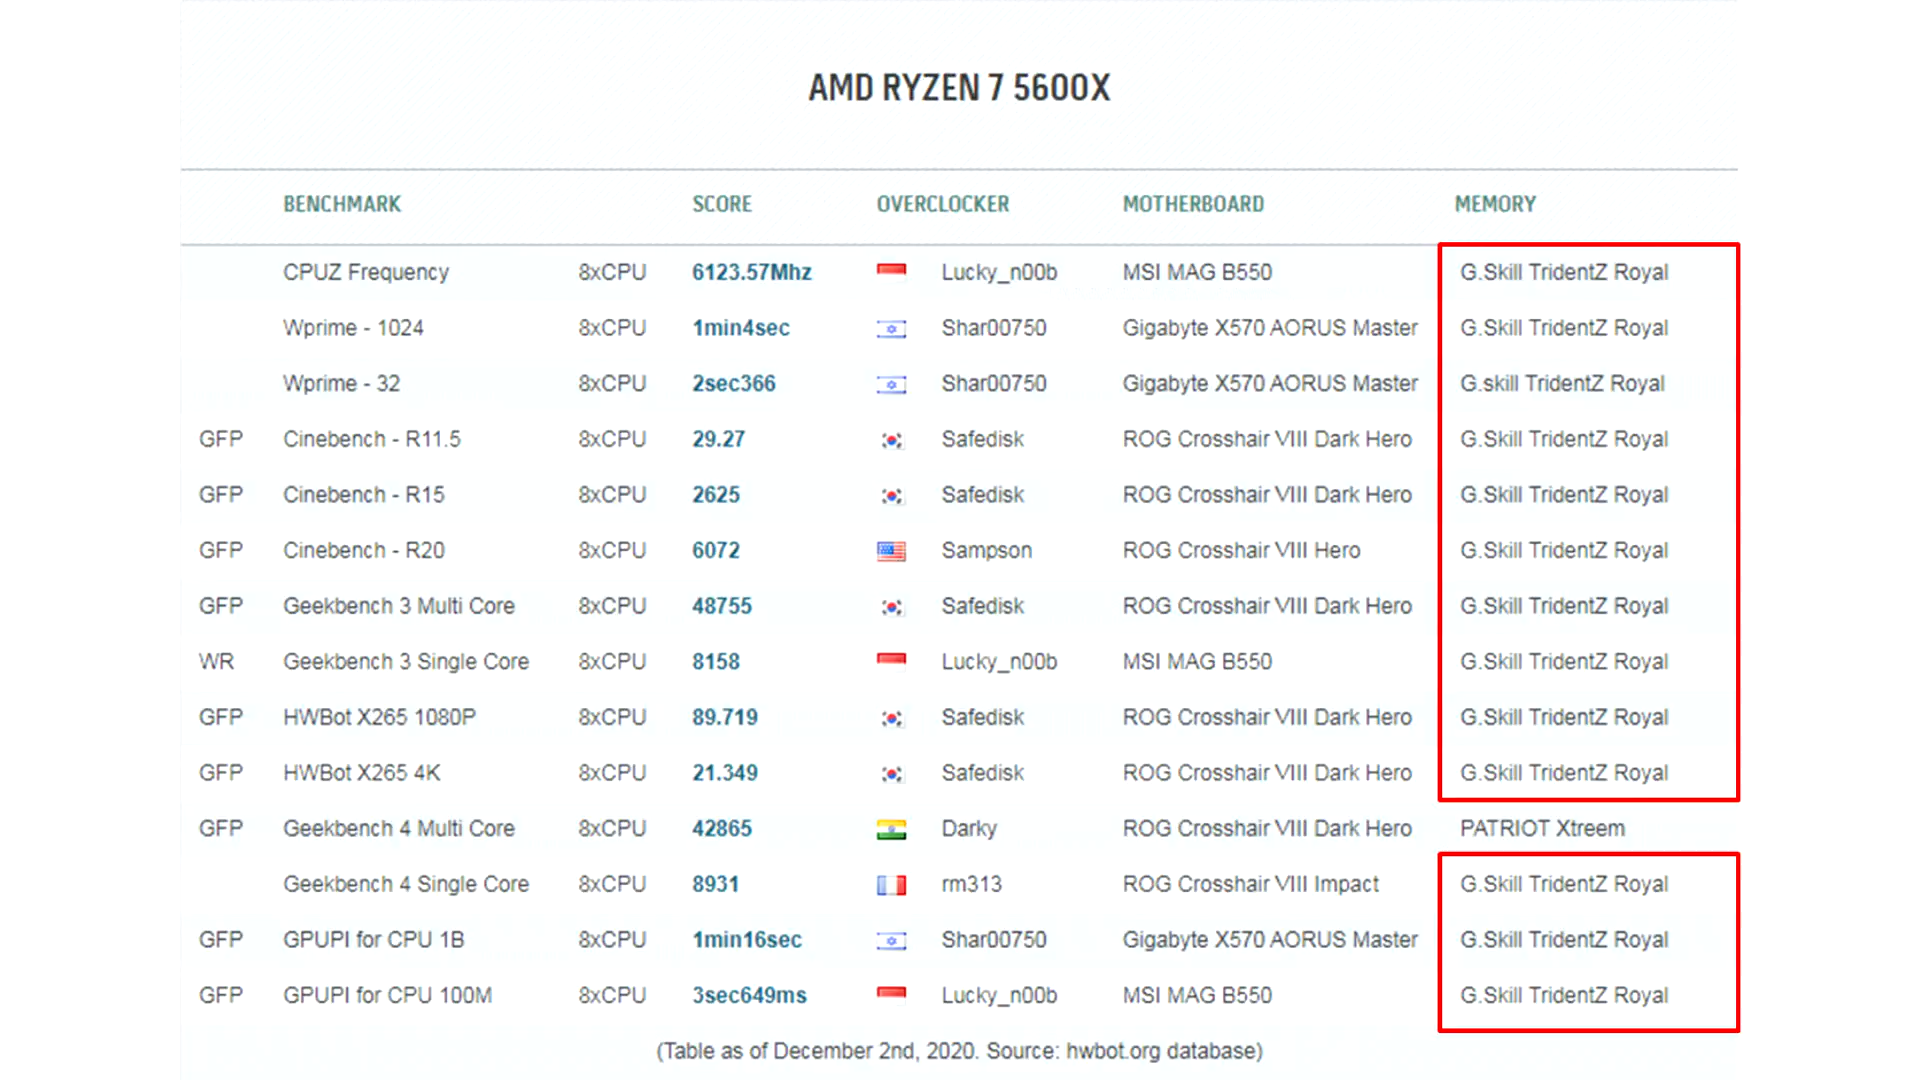 AMD RYZEN 7 5600X
BENCHMARK SCORE OVERCLOCKER MOTHERBOARD MEMORY
CPUZ Frequency 8xCPU 6123.57Mhz Lucky_n00b MSI MAG B550 G.Skill TridentZ Royal
Wprime - 1024 8xCPU 1min4sec Shar00750 Gigabyte X570 AORUS Master G.Skill TridentZ Royal
Wprime - 32 8xCPU 2sec366 Shar00750 Gigabyte X570 AORUS Master G.skill TridentZ Royal
GFP Cinebench - R11.5 8xCPU 29.27 Safedisk ROG Crosshair VIII Dark Hero G.Skill TridentZ Royal
GFP Cinebench - R15 8xCPU 2625 Safedisk ROG Crosshair VIII Dark Hero G.Skill TridentZ Royal
GFP Cinebench - R20 8xCPU 6072 Sampson ROG Crosshair VIII Hero G.Skill TridentZ Royal
GFP Geekbench 3 Multi Core 8xCPU 48755 Safedisk ROG Crosshair VIII Dark Hero G.Skill TridentZ Royal
WR Geekbench 3 Single Core 8xCPU 8158 Lucky_n00b MSI MAG B550 G.Skill TridentZ Royal
GFP HWBot X265 1080P 8xCPU 89.719 Safedisk ROG Crosshair VIII Dark Hero G.Skill TridentZ Royal
GFP HWBot X265 4K 8xCPU 21.349 Safedisk ROG Crosshair VIII Dark Hero G.Skill TridentZ Royal
GFP Geekbench 4 Multi Core 8xCPU 42865 Darky ROG Crosshair VIII Dark Hero PATRIOT Xtreem
Geekbench 4 Single Core 8xCPU 8931 rm313 ROG Crosshair VIII Impact G.Skill TridentZ Royal
GFP GPUPI for CPU 1B 8xCPU 1min16sec Shar00750 Gigabyte X570 AORUS Master G.Skill TridentZ Royal
GFP GPUPI for CPU 100M 8xCPU 3sec649ms Lucky_n00b MSI MAG B550 G.Skill TridentZ Royal
(Table as of December 2nd, 2020. Source: hwbot.org database)